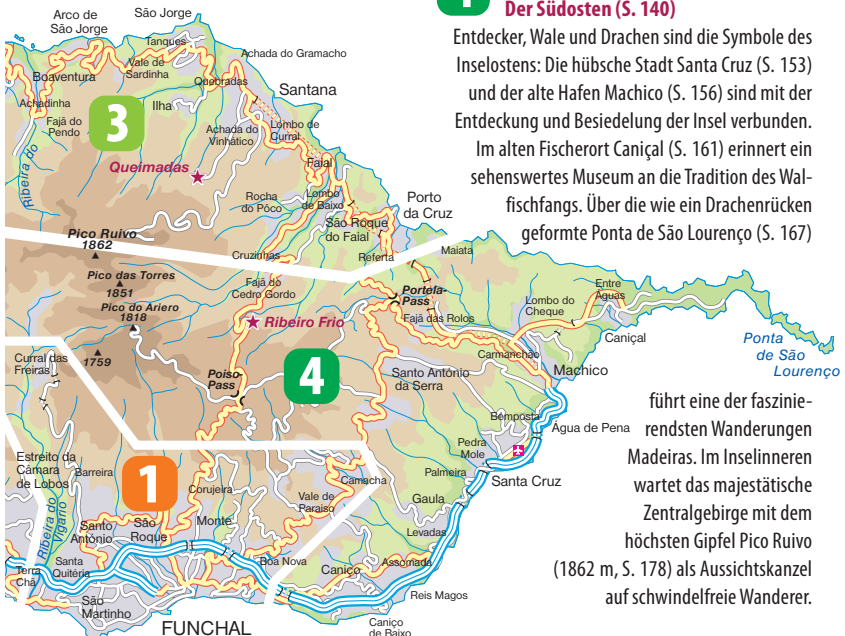 4
Der Südosten (S. 140)
Entdecker, Wale und Drachen sind die Symbole des
Inselostens: Die hübsche Stadt Santa Cruz (S. 153)
und der alte Hafen Machico (S. 156) sind mit der
Entdeckung und Besiedelung der Insel verbunden.
Im alten Fischerort Caniçal (S. 161) erinnert ein
sehenswertes Museum an die Tradition des Wal-
fischfangs. Über die wie ein Drachenrücken
geformte Ponta de São Lourenço (S. 167)
führt eine der faszinie-
rendsten Wanderungen
Madeiras. Im Inselinneren
wartet das majestätische
Zentralgebirge mit dem
höchsten Gipfel Pico Ruivo
(1862 m, S. 178) als Aussichtskanzel
auf schwindelfreie Wanderer.
Arco de
São Jorge
São Jorge
Tanques
Achada do Gramacho
Vale de
Sardinha
Boaventura
Quebradas
Santana
Achadinha
Ilha
Fajã do
Pendo
3
Achada do
Vinhático
Lombo de
Curral
Ribeira do
Queimadas
Faial
Rocha
do Pôco
Lombo
de Baixo
Porto
da Cruz
São Roque
do Faial
Pico Ruivo
1862
Cruzinhas
Referta
Maiata
Pico das Torres
1851
Fajã do
Cedro Gordo
Portela-
Pass
Entre
Águas
Pico do Ariero
1818
Lombo do
Cheque
Ribeiro Frio
Fajã das Rolos
Caniçal
Ponta
de São
Lourenço
Curral das
Freiras
1759
Carmanchão
Poiso-
Pass
4
Santo António
da Serra
Machico
Bemposta
Água de Pena
Estreito da
Câmara
de Lobos
Pedra
Mole
Barreira
1
Palmeira
Santa Cruz
Camacha
Corujeira
Vale de
Paraiso
Gaula
Ribeira do
Vigario
Santo
António
São
Roque
Monte
Levadas
Terra
Chã
Santa
Quitéria
Boa Nova
Canico
Assomada
Reis Magos
São
Martinho
FUNCHAL
Caniço
de Baixo